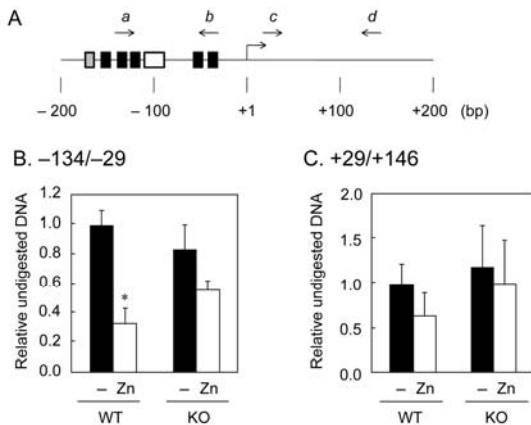 A
a b c d
– 200 – 100 +1 +100 +200 (bp)
B. –134/–29
Relative undigested DNA
1.2
1.0
0.8
0.6
0.4
0.2
0.0
*
– Zn – Zn
WT KO
C. +29/+146
Relative undigested DNA
2.0
1.5
1.0
0.5
0.0
– Zn – Zn
WT KO